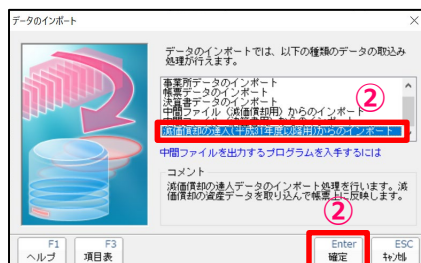 データのインポート
データのインポートでは、以下の種類のデータの取込み
処理が行えます。
事業所データのインポート
帳票データのインポート
決算書データのインポート
中間ファイル（減価償却用）からのインポート
減価償却の達人(平成31年度以降用)からのインポート
②
中間ファイルを出力するプログラムを入手するには
コメント
減価償却の達人データのインポート処理を行います。減
価償却の資産データを取り込んで帳票上に反映します。
②
F1
ヘルプ
F3
項目表
Enter
確定
ESC
ｷｬﾝｾﾙ